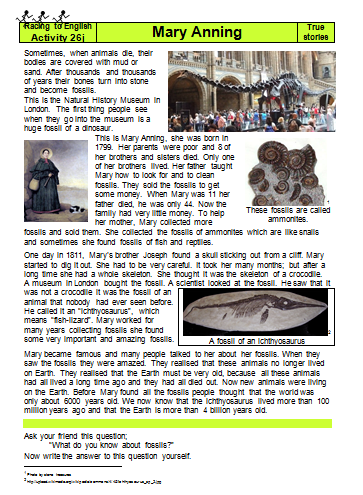 Racing to English
Activity 26j
Mary Anning
True
stories
Sometimes, when animals die, their
bodies are covered with mud or
sand. After thousands and thousands
of years their bones turn into stone
and become fossils.
This is the Natural History Museum in
London. The first thing people see
when they go into the museum is a
huge fossil of a dinosaur.
This is Mary Anning, she was born in
1799. Her parents were poor and 8 of
her brothers and sisters died. Only one
of her brothers lived. Her father taught
Mary how to look for and to clean
fossils. They sold the fossils to get
some money. When Mary was 11 her
father died, he was only 44. Now the
family had very little money. To help
her mother, Mary collected more
fossils and sold them. She collected the fossils of ammonites which are like snails
and sometimes she found fossils of fish and reptiles.
1
These fossils are called
ammonites.
One day in 1811, Mary's brother Joseph found a skull sticking out from a cliff. Mary
started to dig it out. She had to be very careful. It took her many months, but after a
long time she had a whole skeleton. She thought it was the skeleton of a crocodile.
A museum in London bought the fossil. A scientist looked at the fossil. He saw that it
was not a crocodile it was the fossil of an
animal that nobody had ever seen before.
He called it an "Ichthyosaurus", which
means "fish-lizard". Mary worked for
many years collecting fossils she found
some very important and amazing fossils.
2
A fossil of an Ichthyosaurus
Mary became famous and many people talked to her about her fossils. When they
saw the fossils they were amazed. They realised that these animals no longer lived
on Earth. They realised that the Earth must be very old, because all these animals
had all lived a long time ago and they had all died out. Now new animals were living
on the Earth. Before Mary found all the fossils people thought that the world was
only about 6000 years old. We now know that the Ichthyosaurus lived more than 100
million years ago and that the Earth is more than 4 billion years old.
Ask your friend this question;
"What do you know about fossils?"
Now write the answer to this question yourself.
1 Photo by
2